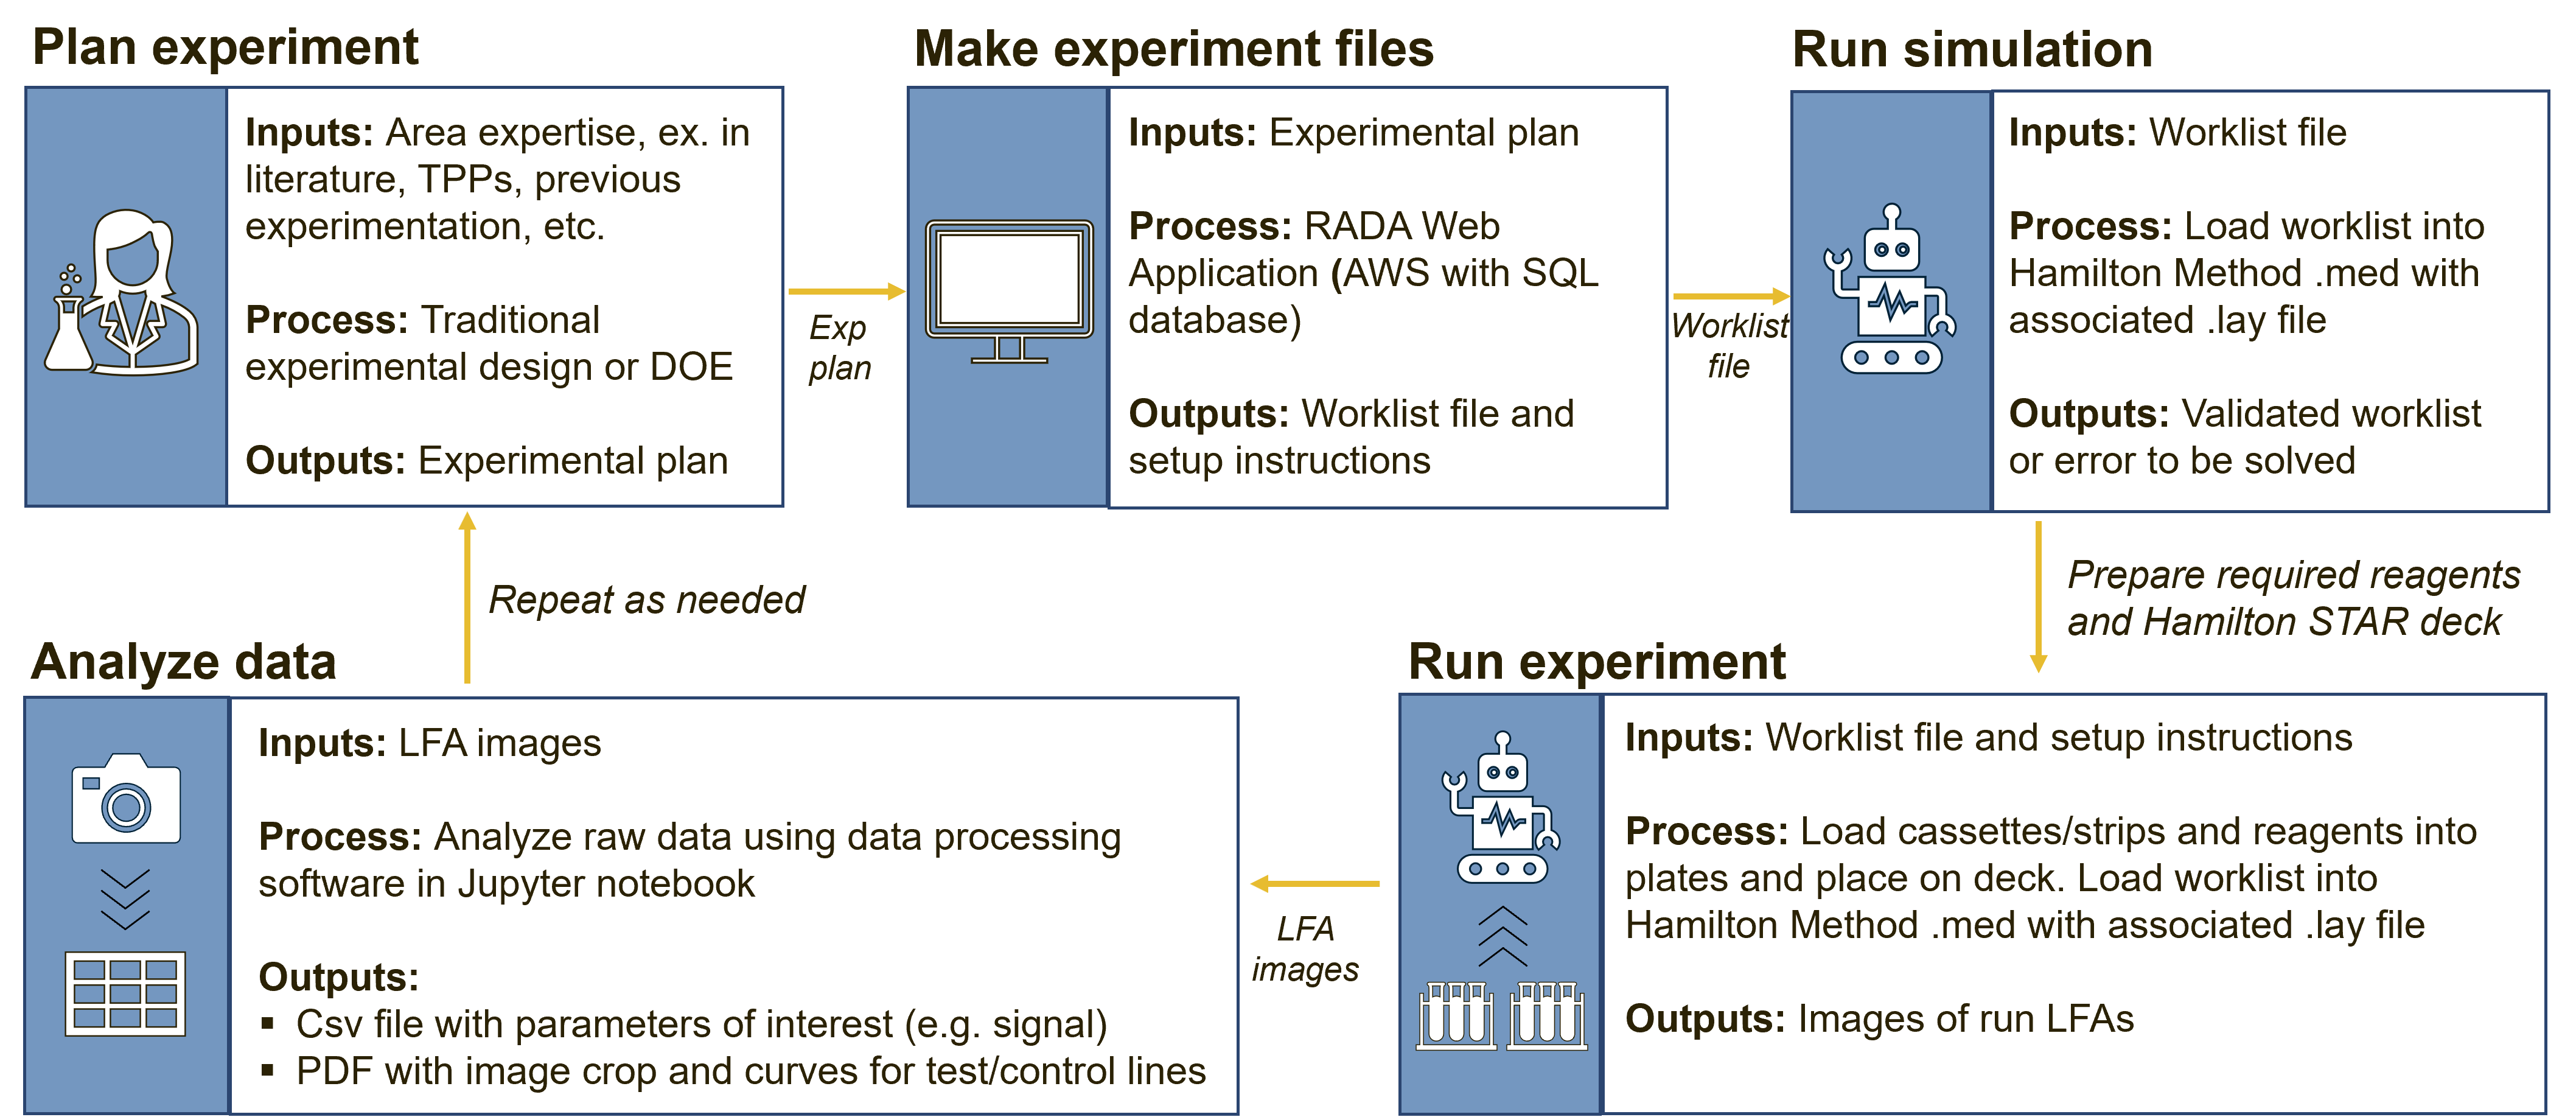 Plan experiment
Inputs: Area expertise, ex. in
literature, TPPs, previous
experimentation, etc.
Process: Traditional
experimental design or DOE
Outputs: Experimental plan
Exp
plan
Make experiment files
Inputs: Experimental plan
Process: RADA Web
Application (AWS with SQL
database)
Outputs: Worklist file and
setup instructions
Worklist
file
Run simulation
Inputs: Worklist file
Process: Load worklist into
Hamilton Method .med with
associated .lay file
Outputs: Validated worklist
or error to be solved
Prepare required reagents
and Hamilton STAR deck
Run experiment
Inputs: Worklist file and setup instructions
Process: Load cassettes/strips and reagents into
plates and place on deck. Load worklist into
Hamilton Method .med with associated .lay file
Outputs: Images of run LFAs
LFA
images
Analyze data
Inputs: LFA images
Process: Analyze raw data using data processing
software in Jupyter notebook
Outputs:
▪ Csv file with parameters of interest (e.g. signal)
▪ PDF with image crop and curves for test/control lines
Repeat as needed